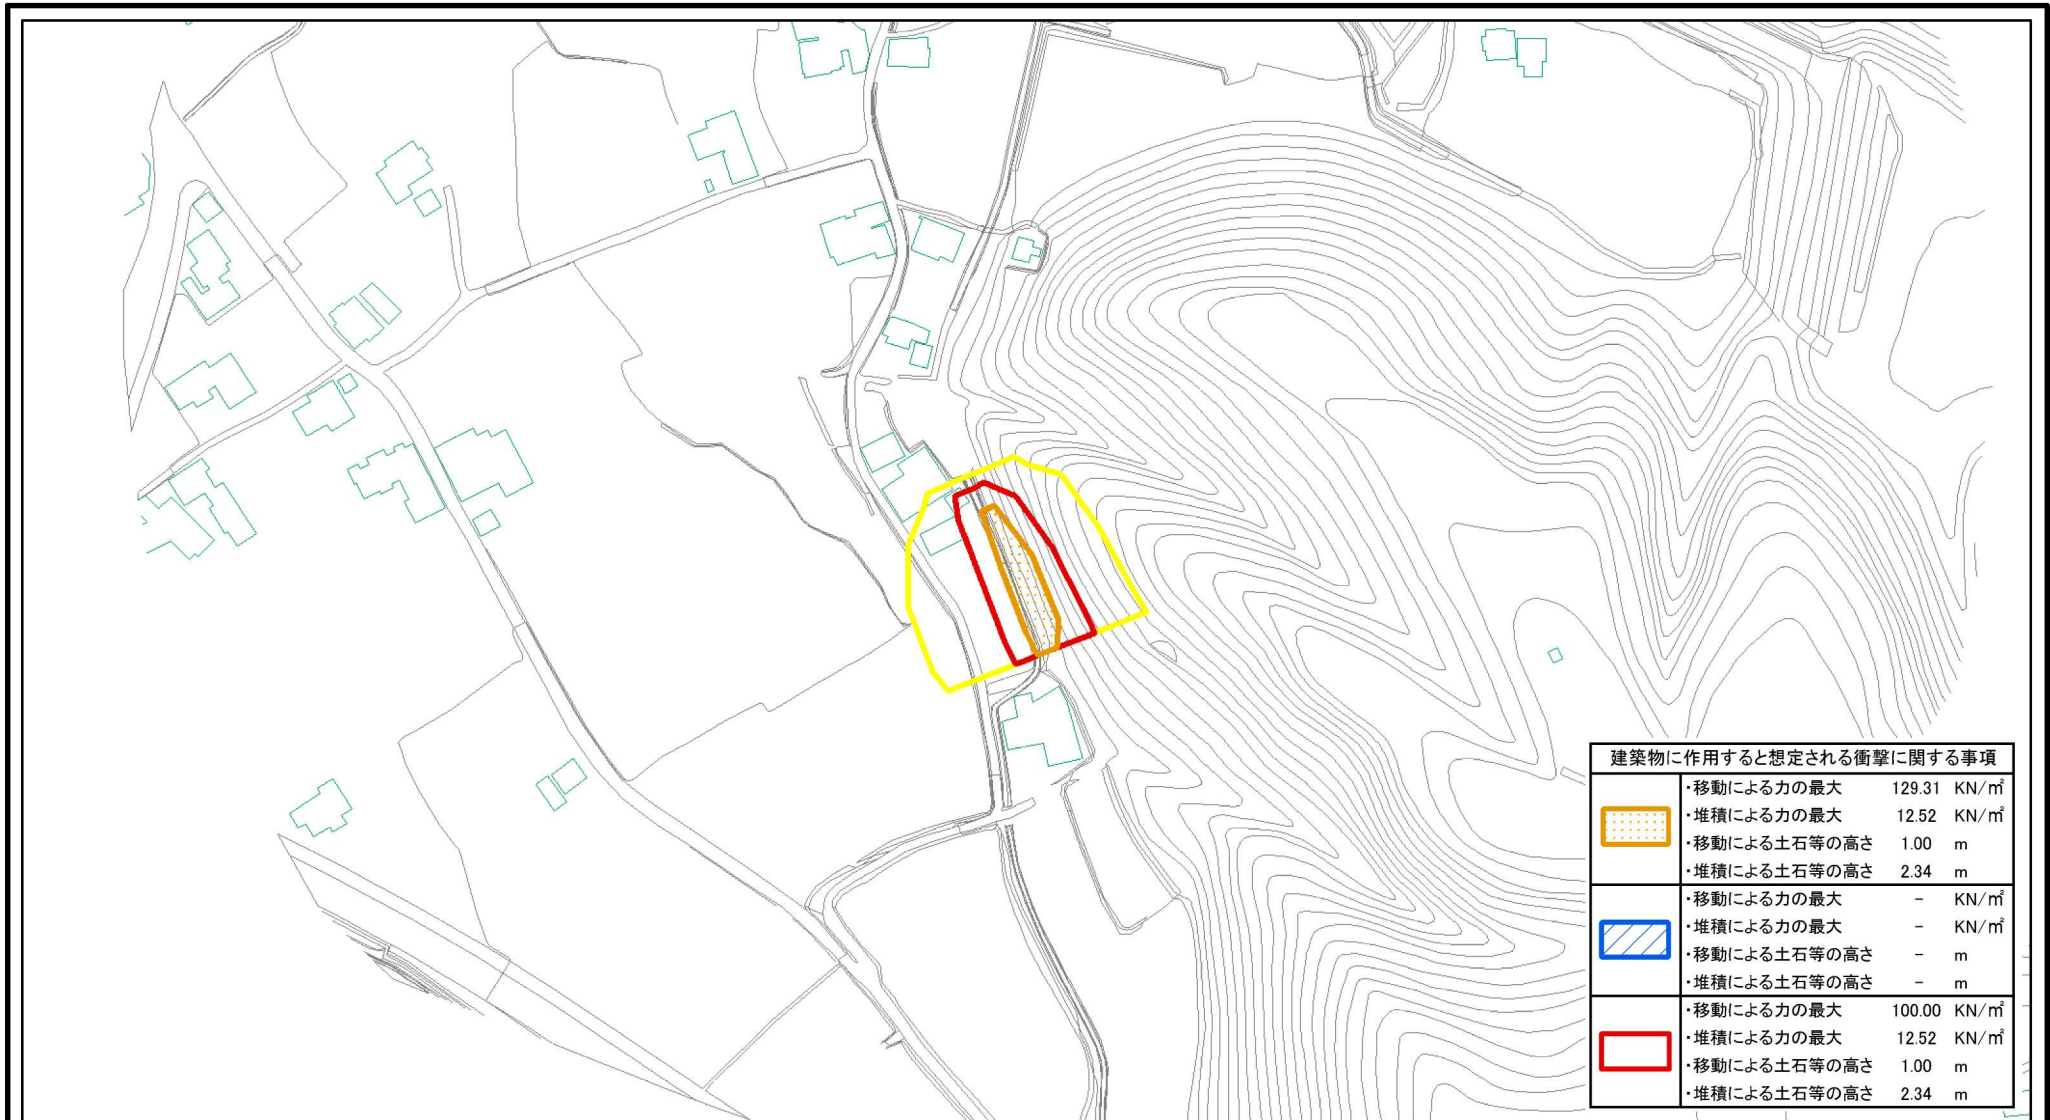 建築物に作用すると想定される衝撃に関する事項
・移動による力の最大 129.31 KN/㎡
・堆積による力の最大 12.52 KN/㎡
・移動による土石等の高さ 1.00 m
・堆積による土石等の高さ 2.34 m
・移動による力の最大 - KN/㎡
・堆積による力の最大 - KN/㎡
・移動による土石等の高さ - m
・堆積による土石等の高さ - m
・移動による力の最大 100.00 KN/㎡
・堆積による力の最大 12.52 KN/㎡
・移動による土石等の高さ 1.00 m
・堆積による土石等の高さ 2.34 m